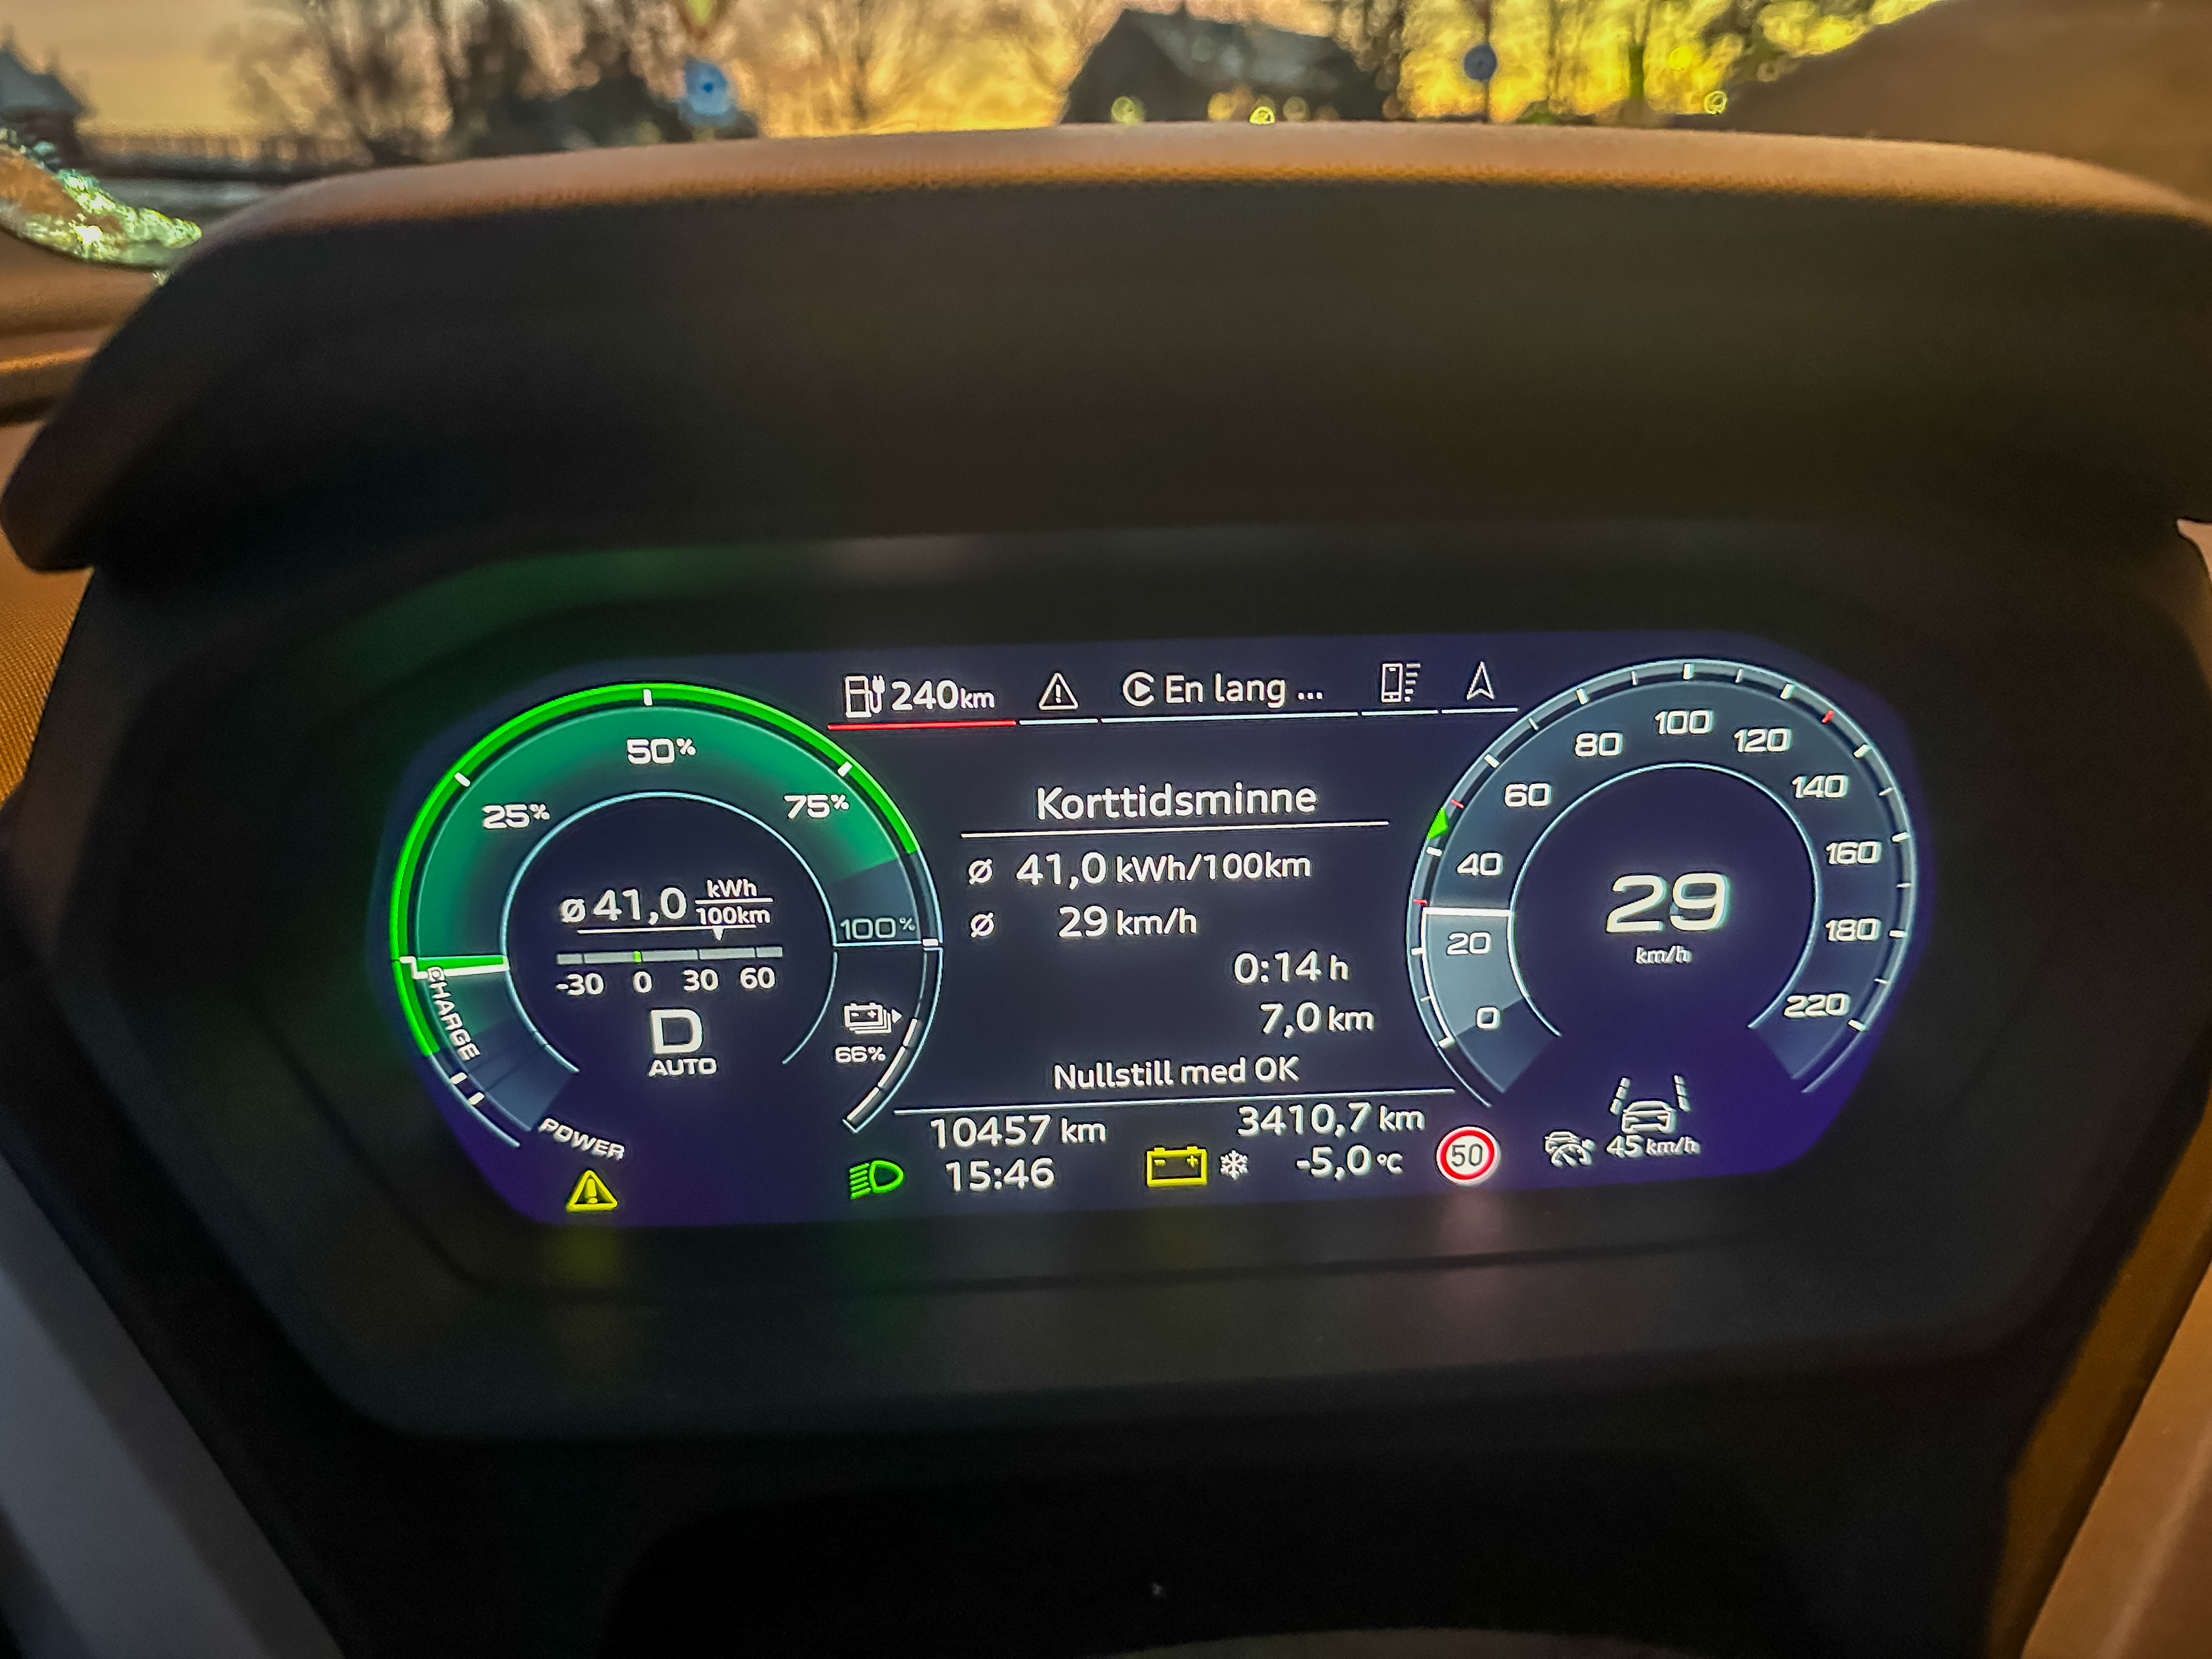 240km
En lang ...
50%
25%
75%
100%
ø 41,0 kWh/100km
-30 0 30 60
D
AUTO
CHARGE
POWER
66%
Korttidsminne
ø 41,0 kWh/100km
ø 29 km/h
0:14 h
7,0 km
Nullstill med OK
10457 km
3410,7 km
15:46
-5,0 °C
50
0
20
40
60
80
100
120
140
160
180
220
29
km/h
45 km/h